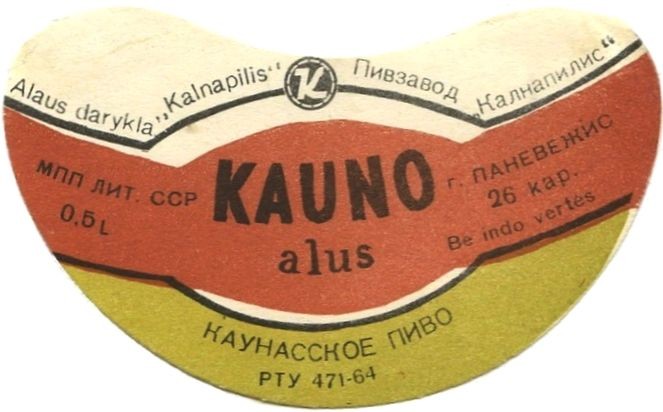 Alaus darykla „Kalnapilis“
K
Пивзавод „Калнапилис“
МПП ЛИТ. ССР
0,5 L
KAUNO
alus
г. ПАНЕВЕЖИС
26 kap.
Be indo vertės
КАУНАССКОЕ ПИВО
РТУ 471-64